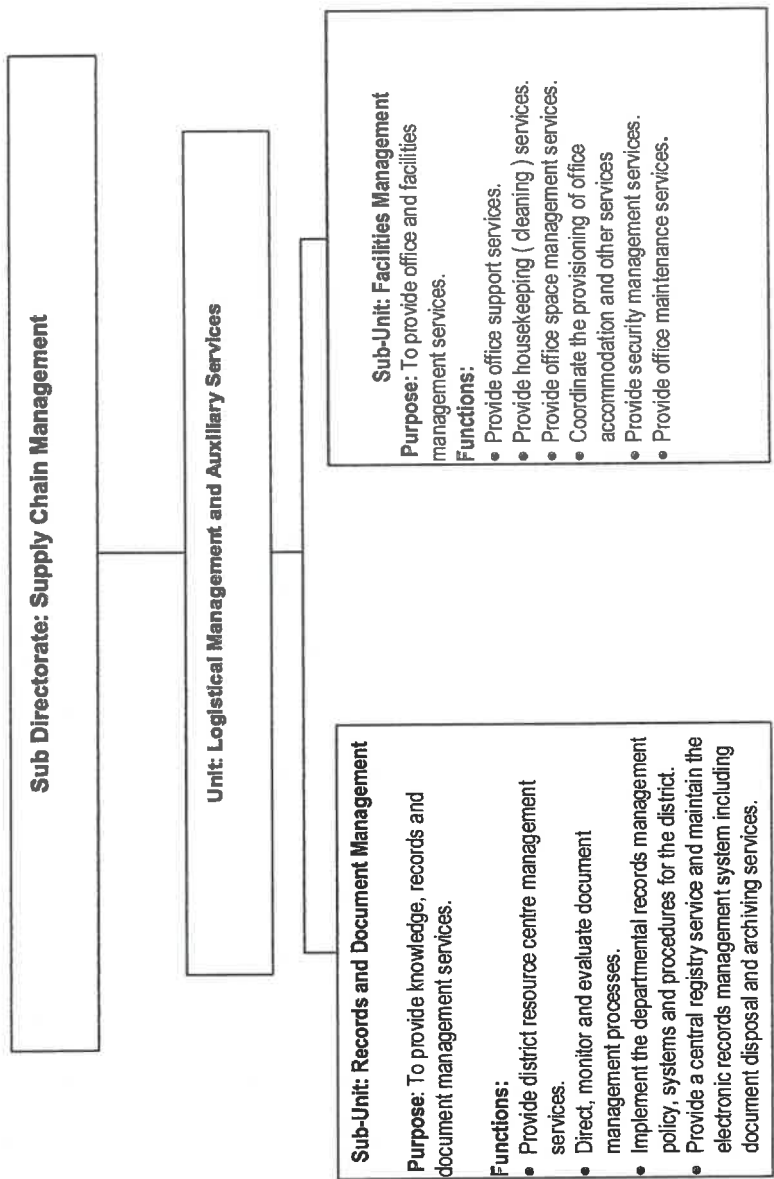 Sub Directorate: Supply Chain Management
Unit: Logistical Management and Auxiliary Services
Sub-Unit: Records and Document Management
Purpose: To provide knowledge, records and
document management services.
Functions:
• Provide district resource centre management
services.
• Direct, monitor and evaluate document
management processes.
• Implement the departmental records management
policy, systems and procedures for the district.
• Provide a central registry service and maintain the
electronic records management system including
document disposal and archiving services.
Sub-Unit: Facilities Management
Purpose: To provide office and facilities
management services.
Functions:
• Provide office support services.
• Provide housekeeping ( cleaning ) services.
• Provide office space management services.
• Coordinate the provisioning of office
accommodation and other services
• Provide security management services.
• Provide office maintenance services.